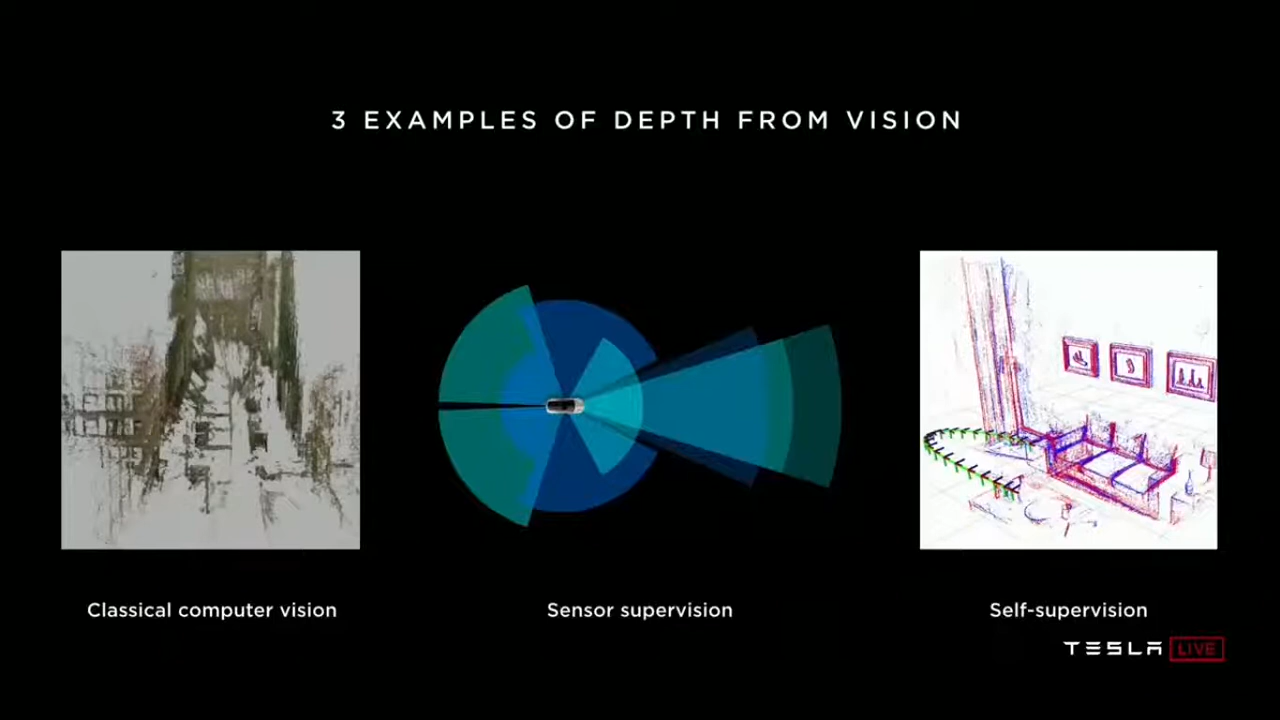 3 EXAMPLES OF DEPTH FROM VISION
Classical computer vision
Sensor supervision
Self-supervision
TESLA LIVE